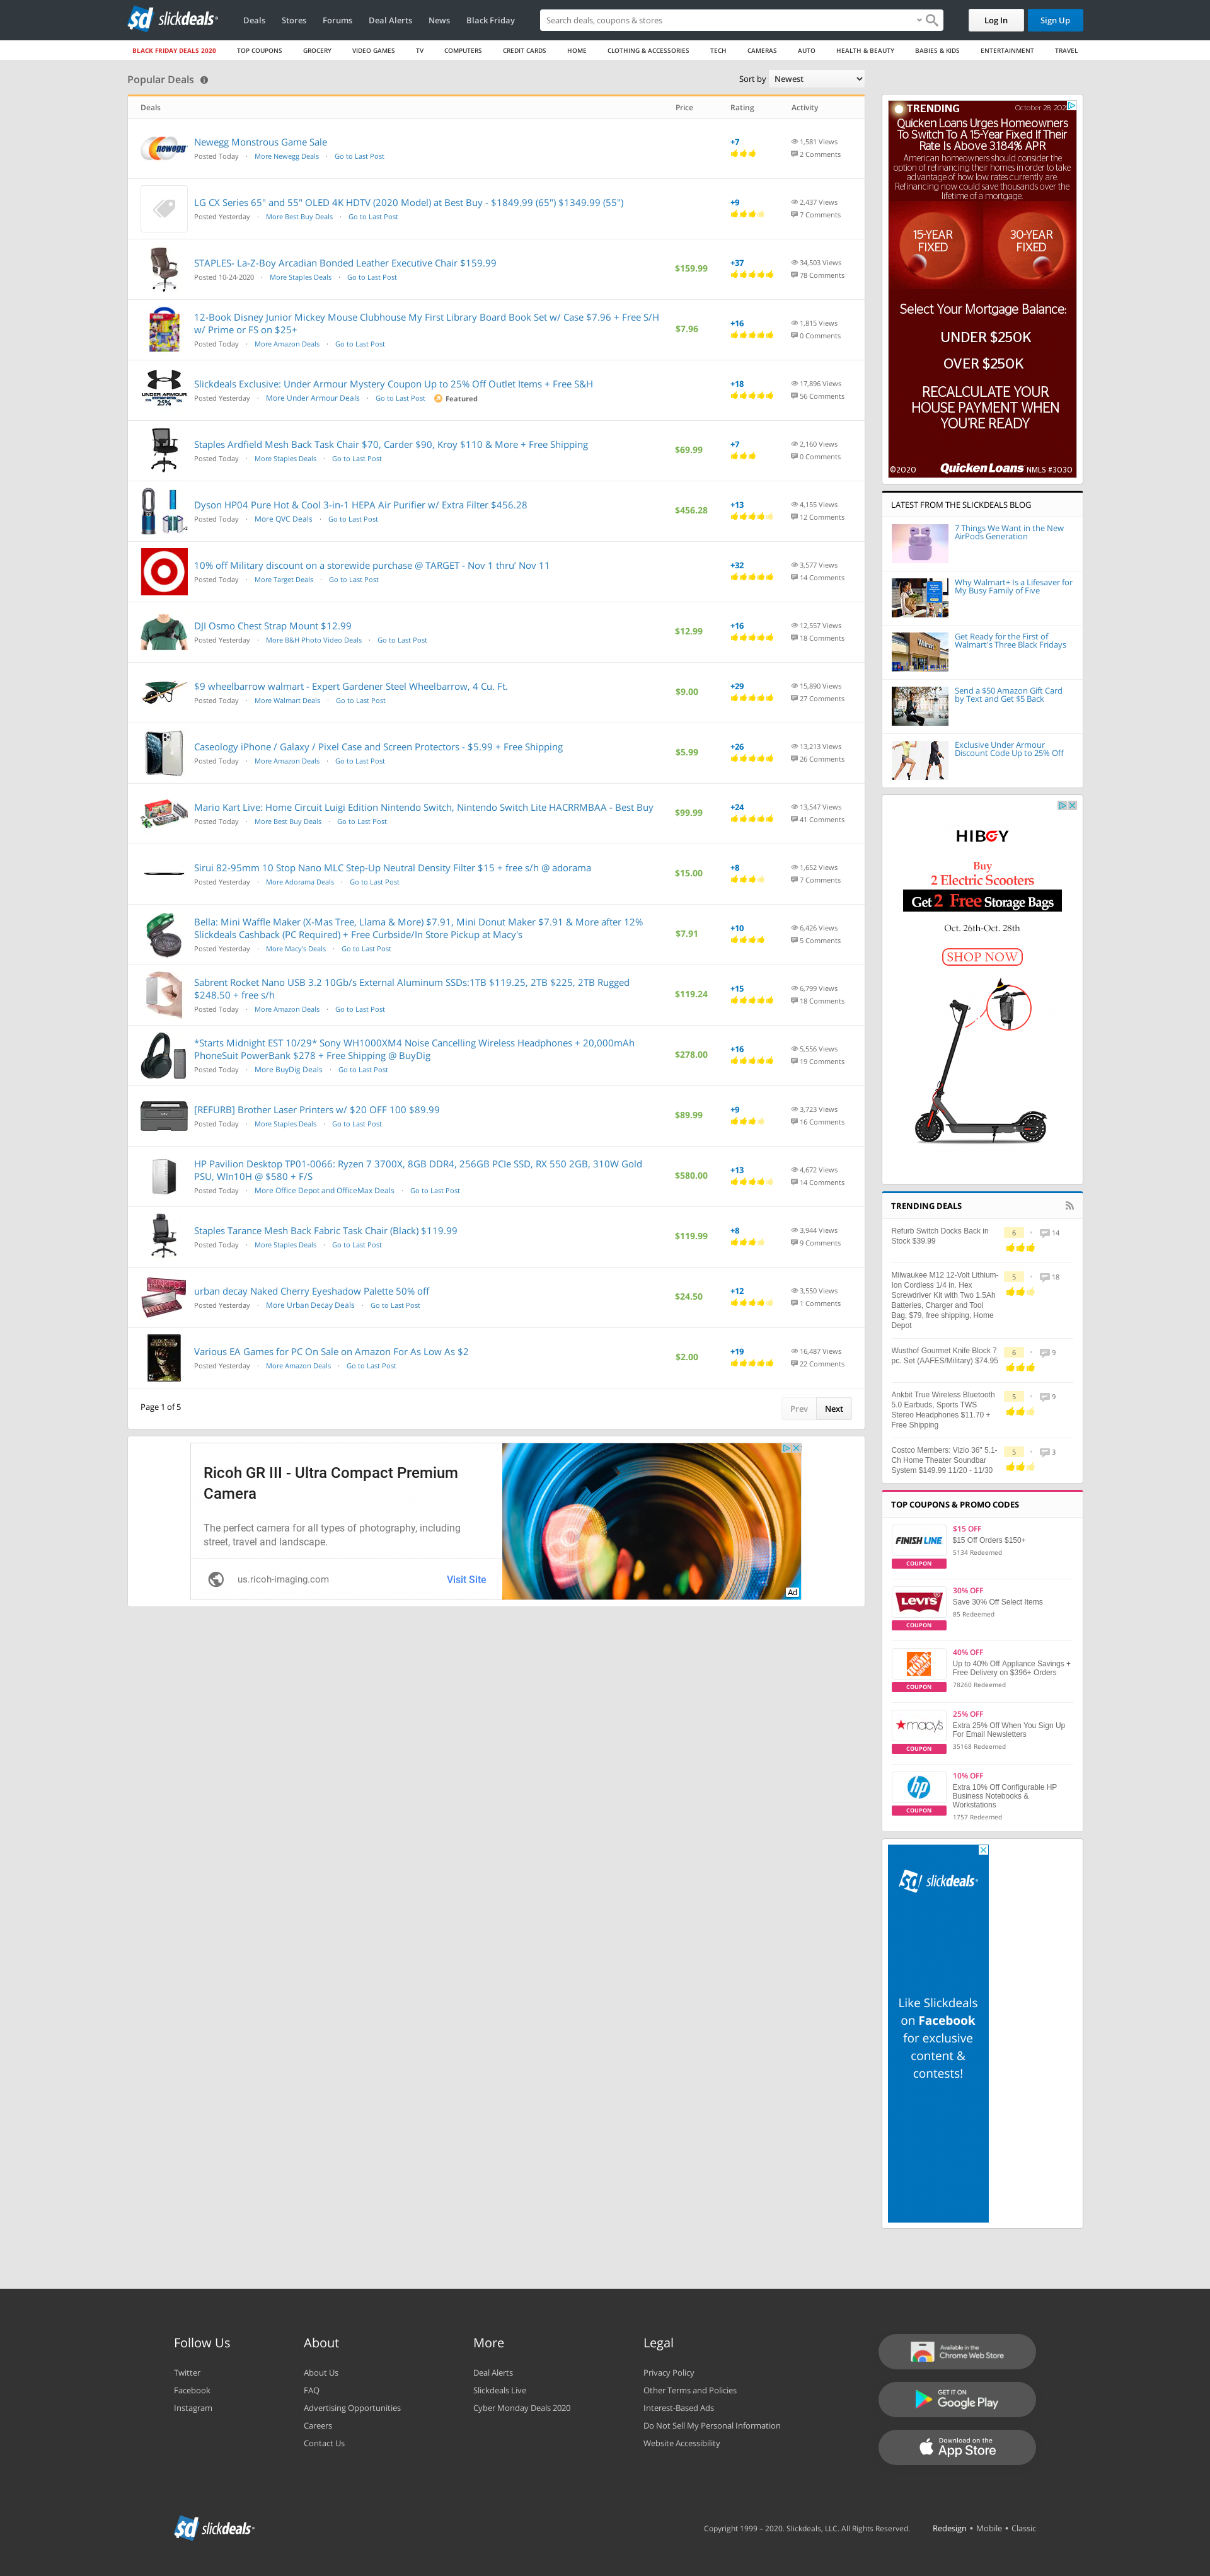 slickdeals
Deals Stores Forums Deal Alerts News Black Friday
Search deals, coupons & stores
Log In Sign Up
BLACK FRIDAY DEALS 2020 TOP COUPONS GROCERY VIDEO GAMES TV COMPUTERS CREDIT CARDS HOME CLOTHING & ACCESSORIES TECH CAMERAS AUTO HEALTH & BEAUTY BABIES & KIDS ENTERTAINMENT TRAVEL
Popular Deals
Sort by Newest
Deals Price Rating Activity
Newegg Monstrous Game Sale
Posted Today · More Newegg Deals · Go to Last Post
+7
1,581 Views
2 Comments
LG CX Series 65" and 55" OLED 4K HDTV (2020 Model) at Best Buy - $1849.99 (65") $1349.99 (55")
Posted Yesterday · More Best Buy Deals · Go to Last Post
+9
2,437 Views
7 Comments
STAPLES- La-Z-Boy Arcadian Bonded Leather Executive Chair $159.99
Posted 10-24-2020 · More Staples Deals · Go to Last Post
$159.99
+37
34,503 Views
78 Comments
12-Book Disney Junior Mickey Mouse Clubhouse My First Library Board Book Set w/ Case $7.96 + Free S/H
w/ Prime or FS on $25+
Posted Today · More Amazon Deals · Go to Last Post
$7.96
+16
1,815 Views
0 Comments
UNDER ARMOUR
25%
Slickdeals Exclusive: Under Armour Mystery Coupon Up to 25% Off Outlet Items + Free S&H
Posted Yesterday · More Under Armour Deals · Go to Last Post Featured
+18
17,896 Views
56 Comments
Staples Ardfield Mesh Back Task Chair $70, Carder $90, Kroy $110 & More + Free Shipping
Posted Today · More Staples Deals · Go to Last Post
$69.99
+7
2,160 Views
0 Comments
Dyson HP04 Pure Hot & Cool 3-in-1 HEPA Air Purifier w/ Extra Filter $456.28
Posted Today · More QVC Deals · Go to Last Post
$456.28
+13
4,155 Views
12 Comments
10% off Military discount on a storewide purchase @ TARGET - Nov 1 thru' Nov 11
Posted Today · More Target Deals · Go to Last Post
+32
3,577 Views
14 Comments
DJI Osmo Chest Strap Mount $12.99
Posted Yesterday · More B&H Photo Video Deals · Go to Last Post
$12.99
+16
12,557 Views
18 Comments
$9 wheelbarrow walmart - Expert Gardener Steel Wheelbarrow, 4 Cu. Ft.
Posted Today · More Walmart Deals · Go to Last Post
$9.00
+29
15,890 Views
27 Comments
Caseology iPhone / Galaxy / Pixel Case and Screen Protectors - $5.99 + Free Shipping
Posted Today · More Amazon Deals · Go to Last Post
$5.99
+26
13,213 Views
26 Comments
Mario Kart Live: Home Circuit Luigi Edition Nintendo Switch, Nintendo Switch Lite HACRRMBAA - Best Buy
Posted Today · More Best Buy Deals · Go to Last Post
$99.99
+24
13,547 Views
41 Comments
Sirui 82-95mm 10 Stop Nano MLC Step-Up Neutral Density Filter $15 + free s/h @ adorama
Posted Yesterday · More Adorama Deals · Go to Last Post
$15.00
+8
1,652 Views
7 Comments
Bella: Mini Waffle Maker (X-Mas Tree, Llama & More) $7.91, Mini Donut Maker $7.91 & More after 12%
Slickdeals Cashback (PC Required) + Free Curbside/In Store Pickup at Macy's
Posted Yesterday · More Macy's Deals · Go to Last Post
$7.91
+10
6,426 Views
5 Comments
Sabrent Rocket Nano USB 3.2 10Gb/s External Aluminum SSDs:1TB $119.25, 2TB $225, 2TB Rugged
$248.50 + free s/h
Posted Today · More Amazon Deals · Go to Last Post
$119.24
+15
6,799 Views
18 Comments
*Starts Midnight EST 10/29* Sony WH1000XM4 Noise Cancelling Wireless Headphones + 20,000mAh
PhoneSuit PowerBank $278 + Free Shipping @ BuyDig
Posted Today · More BuyDig Deals · Go to Last Post
$278.00
+16
5,556 Views
19 Comments
[REFURB] Brother Laser Printers w/ $20 OFF 100 $89.99
Posted Today · More Staples Deals · Go to Last Post
$89.99
+9
3,723 Views
16 Comments
HP Pavilion Desktop TP01-0066: Ryzen 7 3700X, 8GB DDR4, 256GB PCIe SSD, RX 550 2GB, 310W Gold
PSU, WIn10H @ $580 + F/S
Posted Today · More Office Depot and OfficeMax Deals · Go to Last Post
$580.00
+13
4,672 Views
14 Comments
Staples Tarance Mesh Back Fabric Task Chair (Black) $119.99
Posted Today · More Staples Deals · Go to Last Post
$119.99
+8
3,944 Views
9 Comments
urban decay Naked Cherry Eyeshadow Palette 50% off
Posted Yesterday · More Urban Decay Deals · Go to Last Post
$24.50
+12
3,550 Views
1 Comments
Various EA Games for PC On Sale on Amazon For As Low As $2
Posted Yesterday · More Amazon Deals · Go to Last Post
$2.00
+19
16,487 Views
22 Comments
Page 1 of 5
Prev Next
Ricoh GR III - Ultra Compact Premium
Camera
The perfect camera for all types of photography, including
street, travel and landscape.
us.ricoh-imaging.com
Visit Site
Ad
TRENDING
October 28, 202
Quicken Loans Urges Homeowners
To Switch To A 15-Year Fixed If Their
Rate Is Above 3.184% APR
American homeowners should consider the
option of refinancing their homes in order to take
advantage of how low rates currently are.
Refinancing now could save thousands over the
lifetime of a mortgage.
15-YEAR
FIXED
30-YEAR
FIXED
Select Your Mortgage Balance:
UNDER $250K
OVER $250K
RECALCULATE YOUR
HOUSE PAYMENT WHEN
YOU'RE READY
©2020 Quicken Loans NMLS #3030
LATEST FROM THE SLICKDEALS BLOG
7 Things We Want in the New
AirPods Generation
Why Walmart+ Is a Lifesaver for
My Busy Family of Five
Get Ready for the First of
Walmart's Three Black Fridays
Send a $50 Amazon Gift Card
by Text and Get $5 Back
Exclusive Under Armour
Discount Code Up to 25% Off
HIBOY
Buy
2 Electric Scooters
Get 2 Free Storage Bags
Oct. 26th-Oct. 28th
SHOP NOW
TRENDING DEALS
Refurb Switch Docks Back in
Stock $39.99
6 · 14
Milwaukee M12 12-Volt Lithium-
Ion Cordless 1/4 in. Hex
Screwdriver Kit with Two 1.5Ah
Batteries, Charger and Tool
Bag, $79, free shipping, Home
Depot
5 · 18
Wusthof Gourmet Knife Block 7
pc. Set (AAFES/Military) $74.95
6 · 9
Ankbit True Wireless Bluetooth
5.0 Earbuds, Sports TWS
Stereo Headphones $11.70 +
Free Shipping
5 · 9
Costco Members: Vizio 36" 5.1-
Ch Home Theater Soundbar
System $149.99 11/20 - 11/30
5 · 3
TOP COUPONS & PROMO CODES
FINISH LINE
COUPON
$15 OFF
$15 Off Orders $150+
5134 Redeemed
LEVI'S
COUPON
30% OFF
Save 30% Off Select Items
85 Redeemed
COUPON
40% OFF
Up to 40% Off Appliance Savings +
Free Delivery on $396+ Orders
78260 Redeemed
macy's
COUPON
25% OFF
Extra 25% Off When You Sign Up
For Email Newsletters
35168 Redeemed
hp
COUPON
10% OFF
Extra 10% Off Configurable HP
Business Notebooks &
Workstations
1757 Redeemed
slickdeals
Like Slickdeals
on Facebook
for exclusive
content &
contests!
Follow Us
Twitter
Facebook
Instagram
About
About Us
FAQ
Advertising Opportunities
Careers
Contact Us
More
Deal Alerts
Slickdeals Live
Cyber Monday Deals 2020
Legal
Privacy Policy
Other Terms and Policies
Interest-Based Ads
Do Not Sell My Personal Information
Website Accessibility
Available in the
Chrome Web Store
GET IT ON
Google Play
Download on the
App Store
slickdeals
Copyright 1999 – 2020. Slickdeals, LLC. All Rights Reserved. Redesign • Mobile • Classic